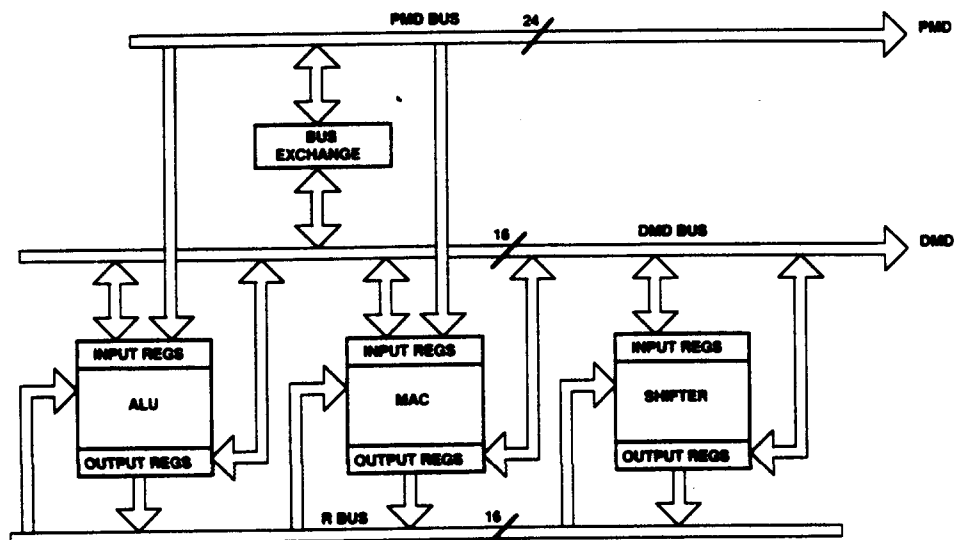 PMD BUS
24
PMD
BUS
EXCHANGE
16
DMD BUS
DMD
INPUT REGS
INPUT REGS
INPUT REGS
ALU
MAC
SHIFTER
OUTPUT REGS
OUTPUT REGS
OUTPUT REGS
R BUS
16